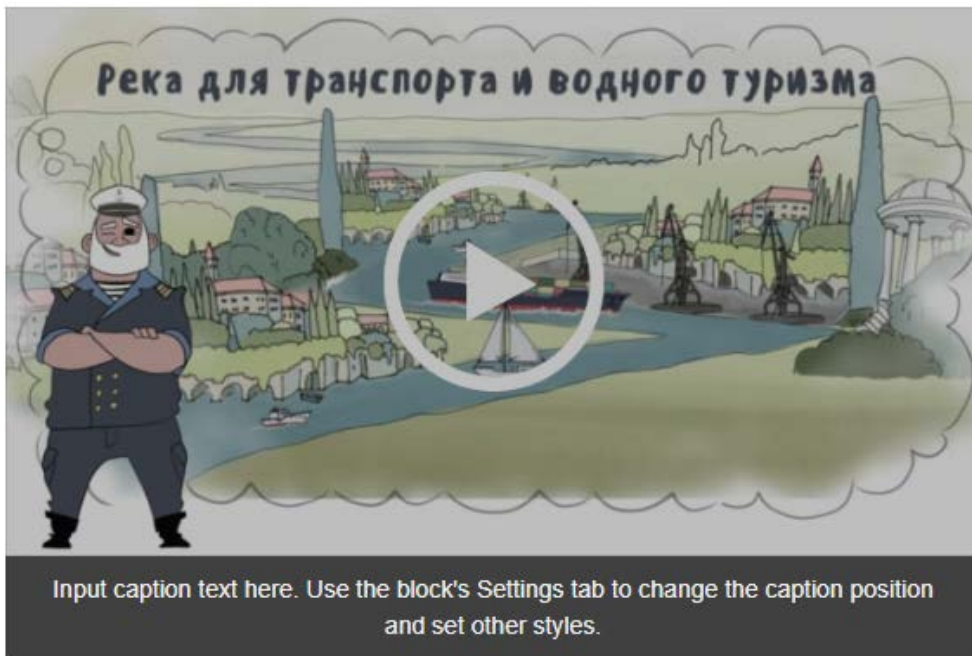 Река для транспорта и водного туризма
Input caption text here. Use the block's Settings tab to change the caption position
and set other styles.